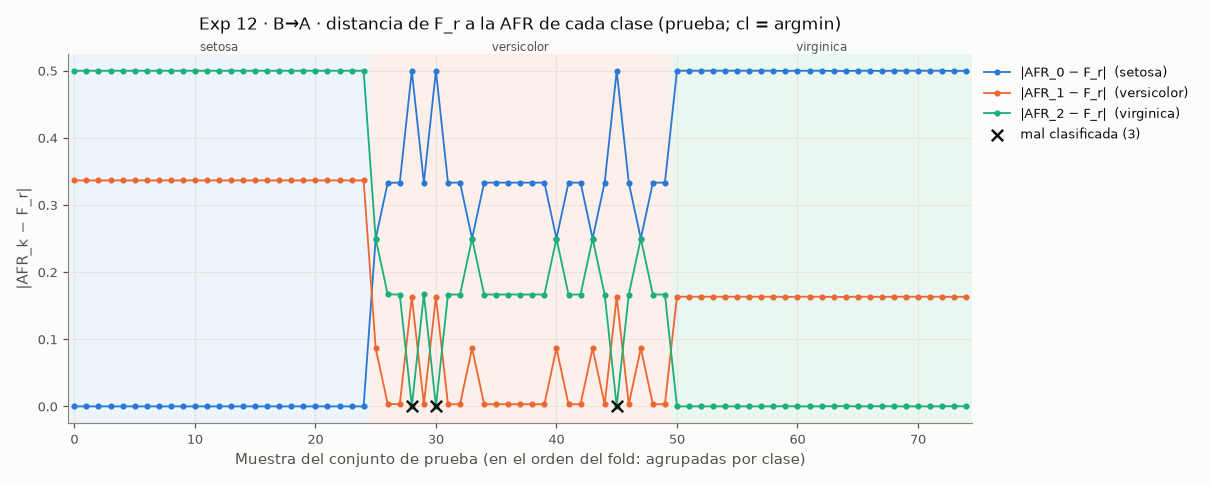 Exp 12 · B→A · distancia de F_r a la AFR de cada clase (prueba; cl = argmin)
setosa versicolor virginica
|AFR_0 − F_r| (setosa)
|AFR_1 − F_r| (versicolor)
|AFR_2 − F_r| (virginica)
mal clasificada (3)
|AFR_k − F_r|
0.5
0.4
0.3
0.2
0.1
0.0
0 10 20 30 40 50 60 70
Muestra del conjunto de prueba (en el orden del fold: agrupadas por clase)